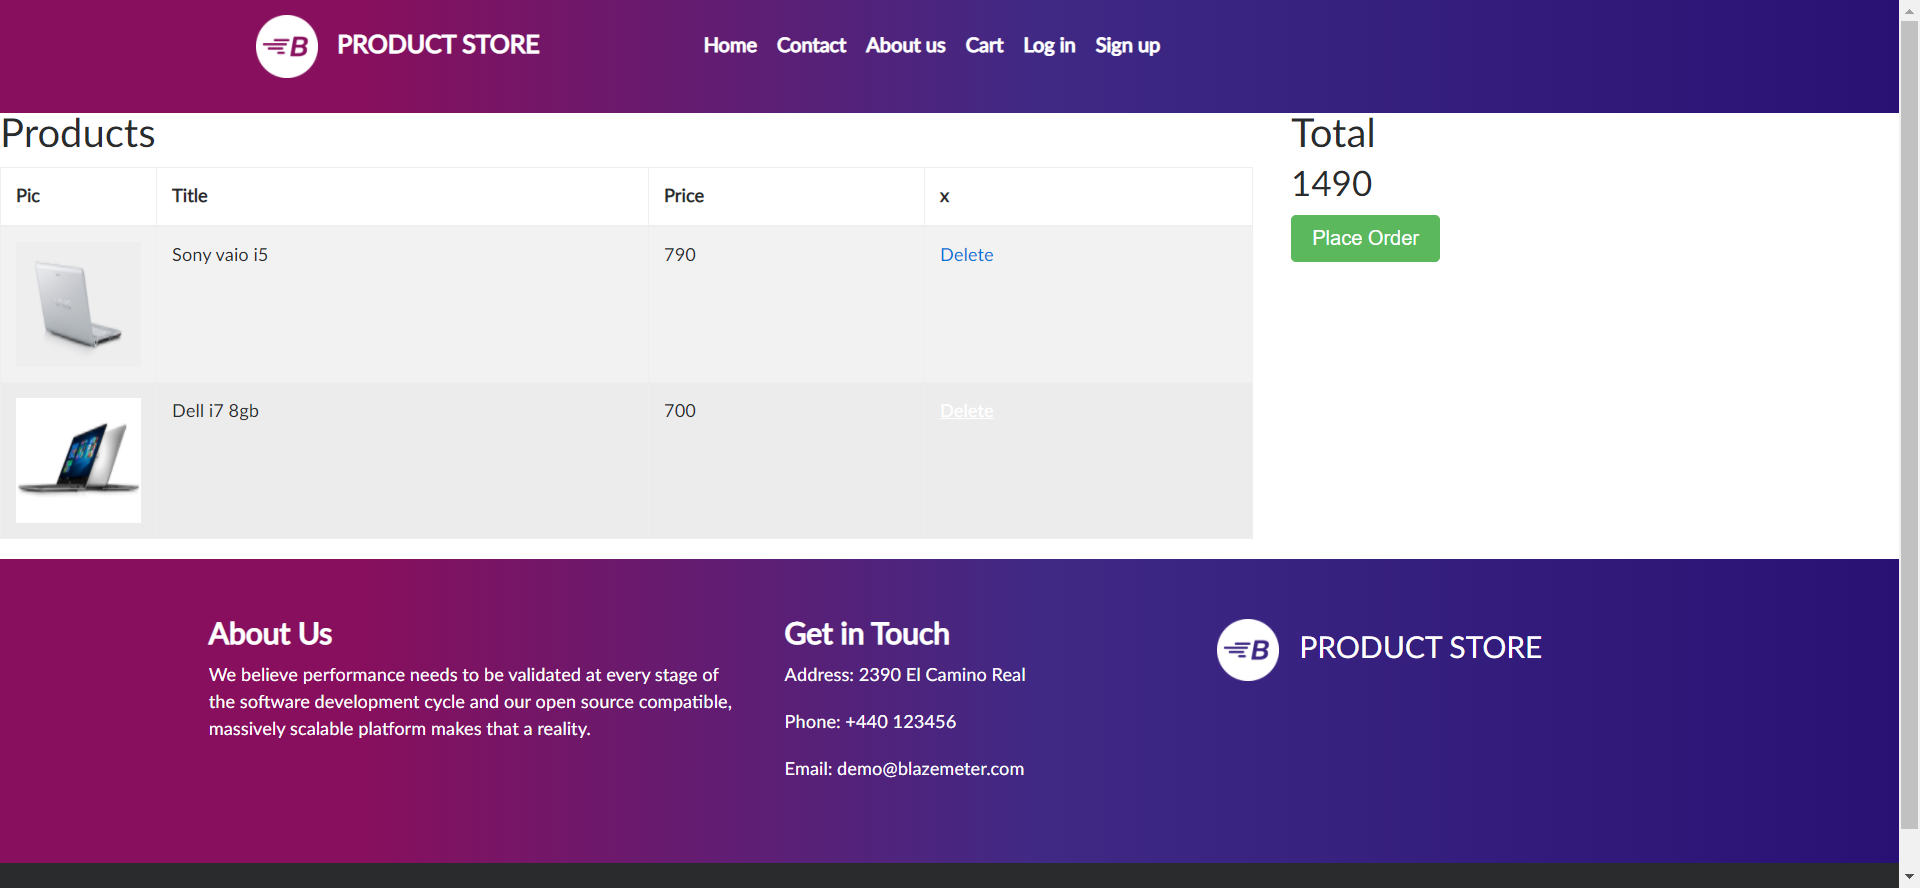 B PRODUCT STORE Home Contact About us Cart Log in Sign up
Products
Total
1490
Place Order
Pic Title Price x
Sony vaio i5 790 Delete
Dell i7 8gb 700 Delete
About Us
We believe performance needs to be validated at every stage of
the software development cycle and our open source compatible,
massively scalable platform makes that a reality.
Get in Touch
Address: 2390 El Camino Real
Phone: +440 123456
Email: demo@blazemeter.com
B PRODUCT STORE